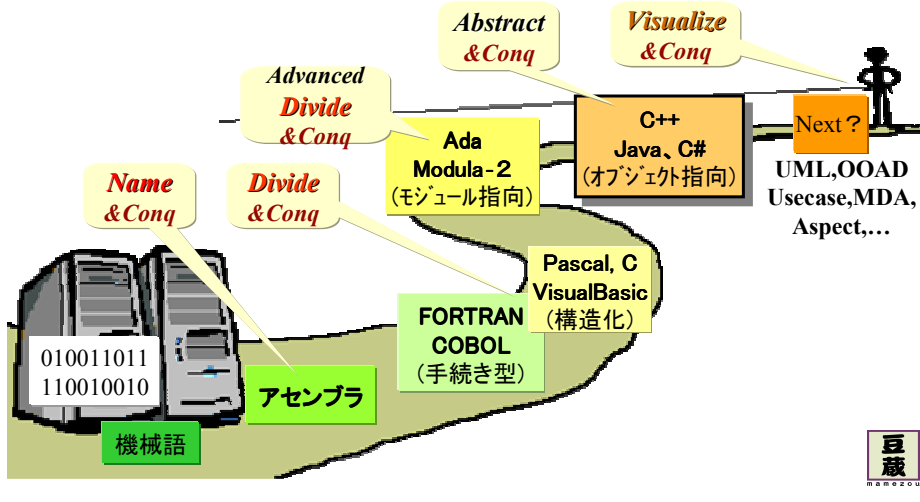 010011011
110010010
機械語
Name
&Conq
アセンブラ
Divide
&Conq
FORTRAN
COBOL
(手続き型)
Pascal, C
VisualBasic
(構造化)
Advanced
Divide
&Conq
Ada
Modula-2
(ﾓｼﾞｭｰﾙ指向)
Abstract
&Conq
C++
Java、C#
(ｵﾌﾞｼﾞｪｸﾄ指向)
Visualize
&Conq
Next？
UML,OOAD
Usecase,MDA,
Aspect,…
豆
蔵
mamezou